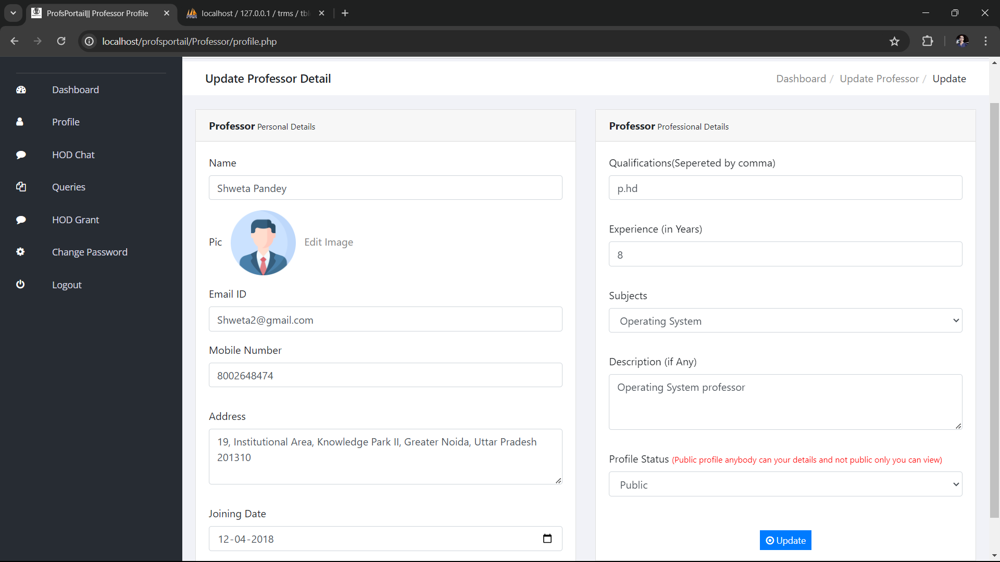 ProfsPortail|| Professor Profile
localhost / 127.0.0.1 / trms / tbl
localhost/profsportail/Professor/profile.php
Dashboard
Profile
HOD Chat
Queries
HOD Grant
Change Password
Logout
Update Professor Detail
Dashboard / Update Professor / Update
Professor Personal Details
Name
Shweta Pandey
Pic
Edit Image
Email ID
Shweta2@gmail.com
Mobile Number
8002648474
Address
19, Institutional Area, Knowledge Park II, Greater Noida, Uttar Pradesh
201310
Joining Date
12-04-2018
Professor Professional Details
Qualifications(Sepereted by comma)
p.hd
Experience (in Years)
8
Subjects
Operating System
Description (if Any)
Operating System professor
Profile Status (Public profile anybody can your details and not public only you can view)
Public
Update